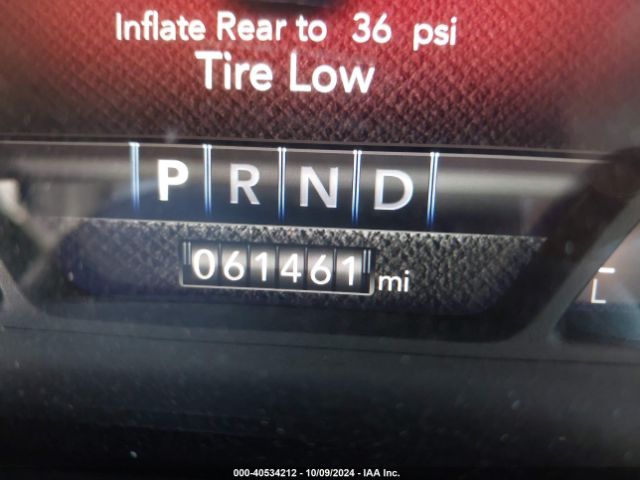 Inflate Rear to 36 psi
Tire Low
P R N D
061461 mi
000-40534212 - 10/09/2024 - IAA Inc.